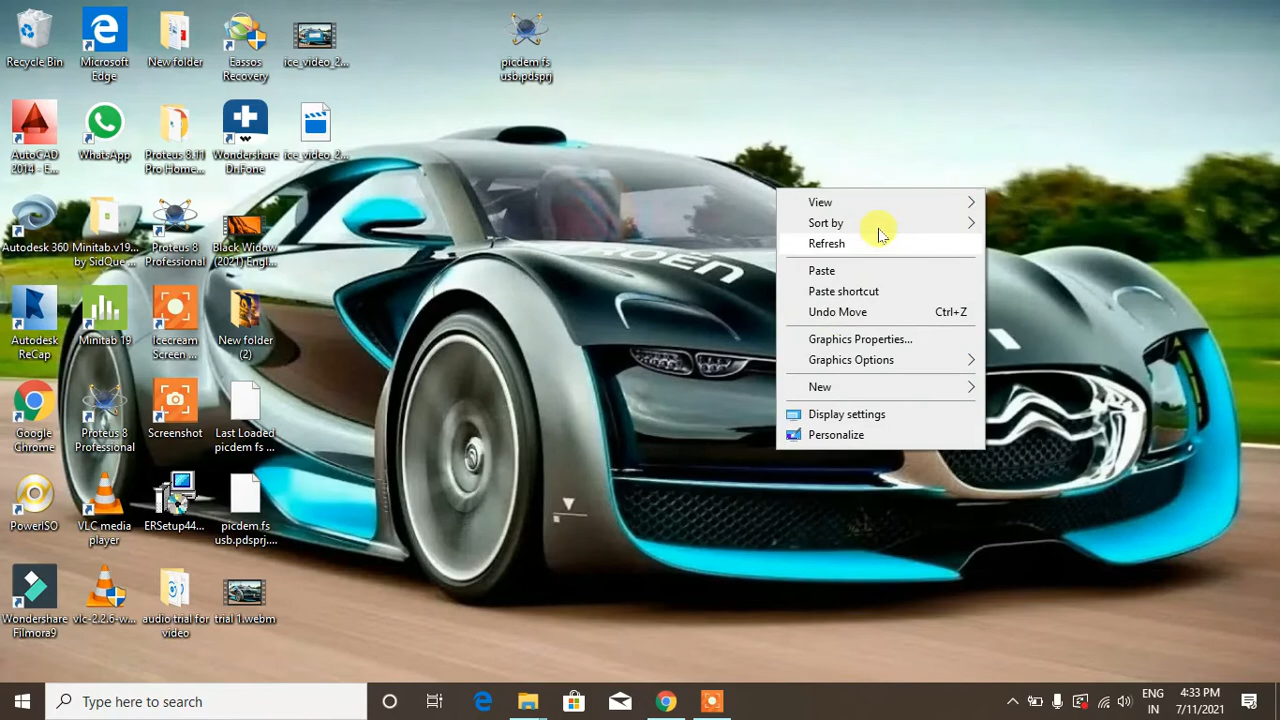 Recycle Bin
Microsoft
Edge
New folder
Eassos
Recovery
ice_video_2...
picdem fs
usb.pdsprj
AutoCAD
2014 - E...
WhatsApp
Proteus 8.11
Pro Home...
Wondershare
Dr.Fone
ice_video_2...
Autodesk 360
Minitab.v19...
by SidQue ...
Proteus 8
Professional
Black Widow
(2021) Engl...
Autodesk
ReCap
Minitab 19
Icecream
Screen ...
New folder
(2)
Google
Chrome
Proteus 8
Professional
Screenshot
Last Loaded
picdem fs ...
PowerISO
VLC media
player
ERSetup44...
picdem.fs
usb.pdsprj....
Wondershare
Filmora9
vlc-2.2.6-w...
audio trial for
video
trial 1.webm
View
Sort by
Refresh
Paste
Paste shortcut
Undo Move Ctrl+Z
Graphics Properties...
Graphics Options
New
Display settings
Personalize
Type here to search
ENG
IN
4:33 PM
7/11/2021